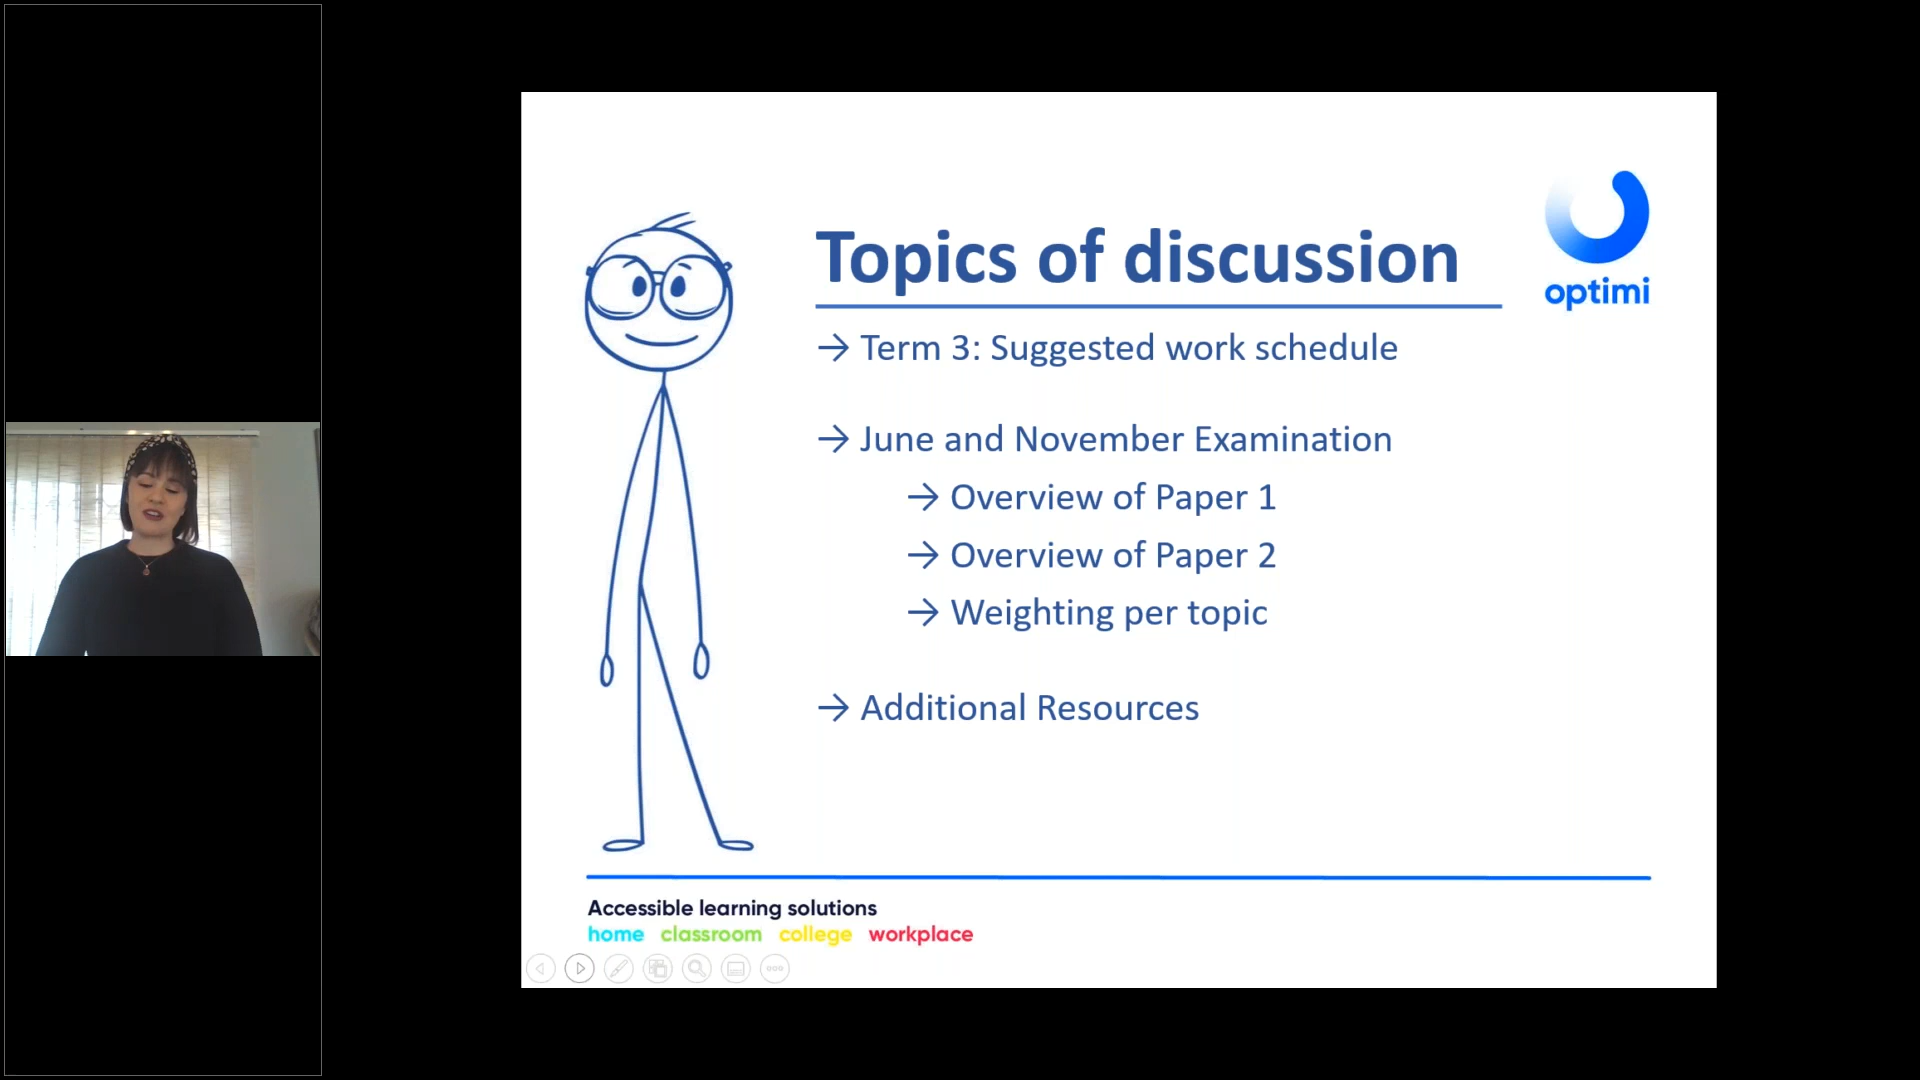 Topics of discussion
optimi
→ Term 3: Suggested work schedule
→ June and November Examination
→ Overview of Paper 1
→ Overview of Paper 2
→ Weighting per topic
→ Additional Resources
Accessible learning solutions
home classroom college workplace